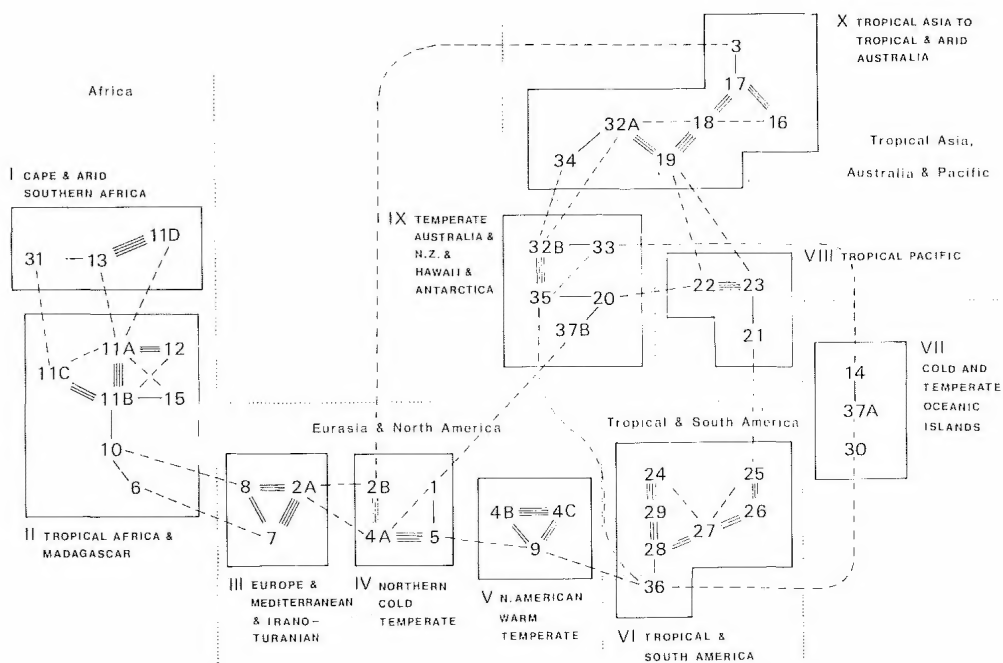 X TROPICAL ASIA TO
TROPICAL & ARID
AUSTRALIA
3
Africa
17
32A 18 16
34 19
Tropical Asia,
Australia & Pacific
I CAPE & ARID
SOUTHERN AFRICA
11D
31 13
IX TEMPERATE
AUSTRALIA &
N.Z. &
HAWAII &
ANTARCTICA
32B 33
VIII TROPICAL PACIFIC
35 20 22 23
37B 21
11A 12
11C
11B 15
VII
COLD AND
TEMPERATE
OCEANIC
ISLANDS
14
37A
30
Eurasia & North America
Tropical & South America
10
6
8 2A
7
2B 1
4A 5
4B 4C
9
24 25
29 26
27
28
36
II TROPICAL AFRICA &
MADAGASCAR
III EUROPE &
MEDITERRANEAN
& IRANO-
TURANIAN
IV NORTHERN
COLD
TEMPERATE
V N. AMERICAN
WARM
TEMPERATE
VI TROPICAL &
SOUTH AMERICA